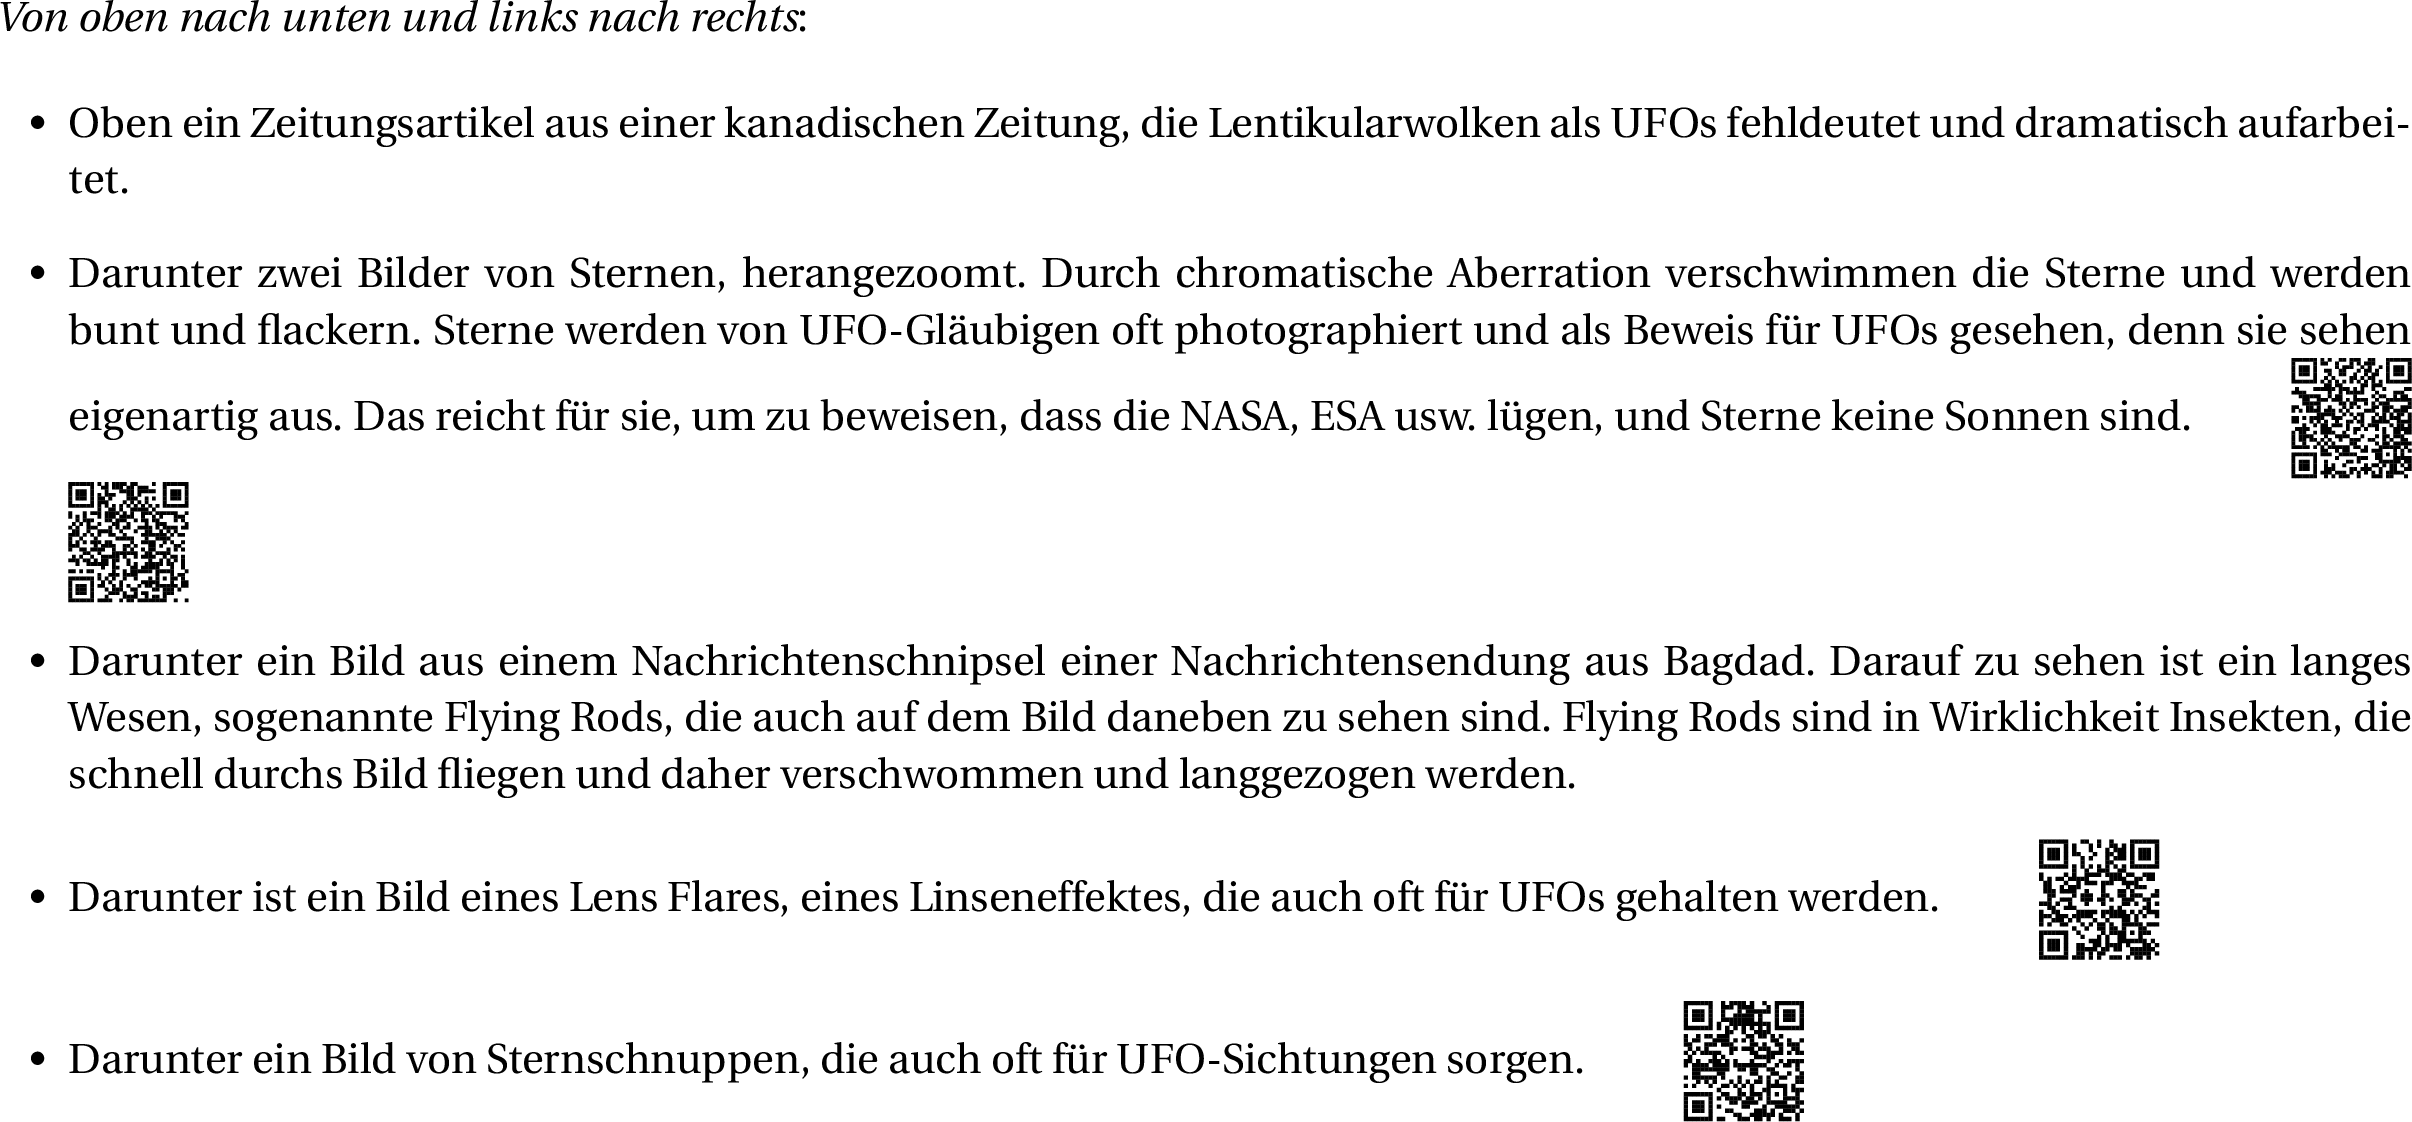 Von oben nach unten und links nach rechts:
• Oben ein Zeitungsartikel aus einer kanadischen Zeitung, die Lentikularwolken als UFOs fehldeutet und dramatisch aufarbei-
tet.
• Darunter zwei Bilder von Sternen, herangezoomt. Durch chromatische Aberration verschwimmen die Sterne und werden
bunt und flackern. Sterne werden von UFO-Gläubigen oft photographiert und als Beweis für UFOs gesehen, denn sie sehen
eigenartig aus. Das reicht für sie, um zu beweisen, dass die NASA, ESA usw. lügen, und Sterne keine Sonnen sind.
• Darunter ein Bild aus einem Nachrichtenschnipsel einer Nachrichtensendung aus Bagdad. Darauf zu sehen ist ein langes
Wesen, sogenannte Flying Rods, die auch auf dem Bild daneben zu sehen sind. Flying Rods sind in Wirklichkeit Insekten, die
schnell durchs Bild fliegen und daher verschwommen und langgezogen werden.
• Darunter ist ein Bild eines Lens Flares, eines Linseneffektes, die auch oft für UFOs gehalten werden.
• Darunter ein Bild von Sternschnuppen, die auch oft für UFO-Sichtungen sorgen.